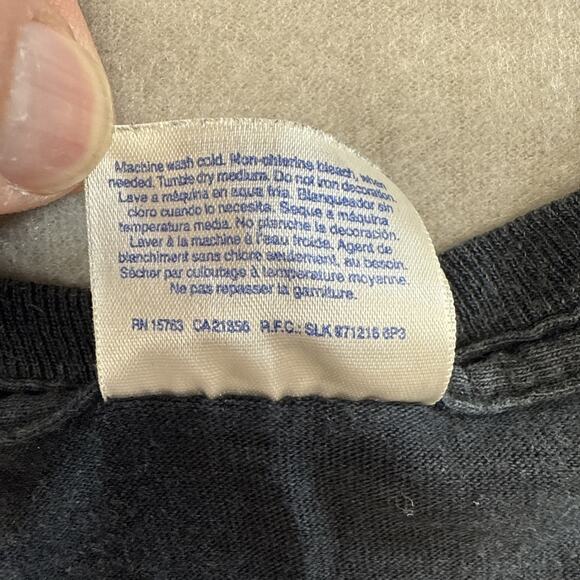 Machine wash cold. Non-chlorine bleach, when
needed. Tumble dry medium. Do not iron decoration.
Lave a máquina en agua fria. Blanqueador sin
cloro cuando lo necesita. Seque a máquina
temperatura media. No planche la decoración.
Laver à la machine à l'eau froide. Agent de
blanchiment sans chlore seulement, au besoin.
Sécher par culbutage à température moyenne.
Ne pas repasser la garniture.
RN 15763 CA21856 R.F.C.: SLK 871216 6P3